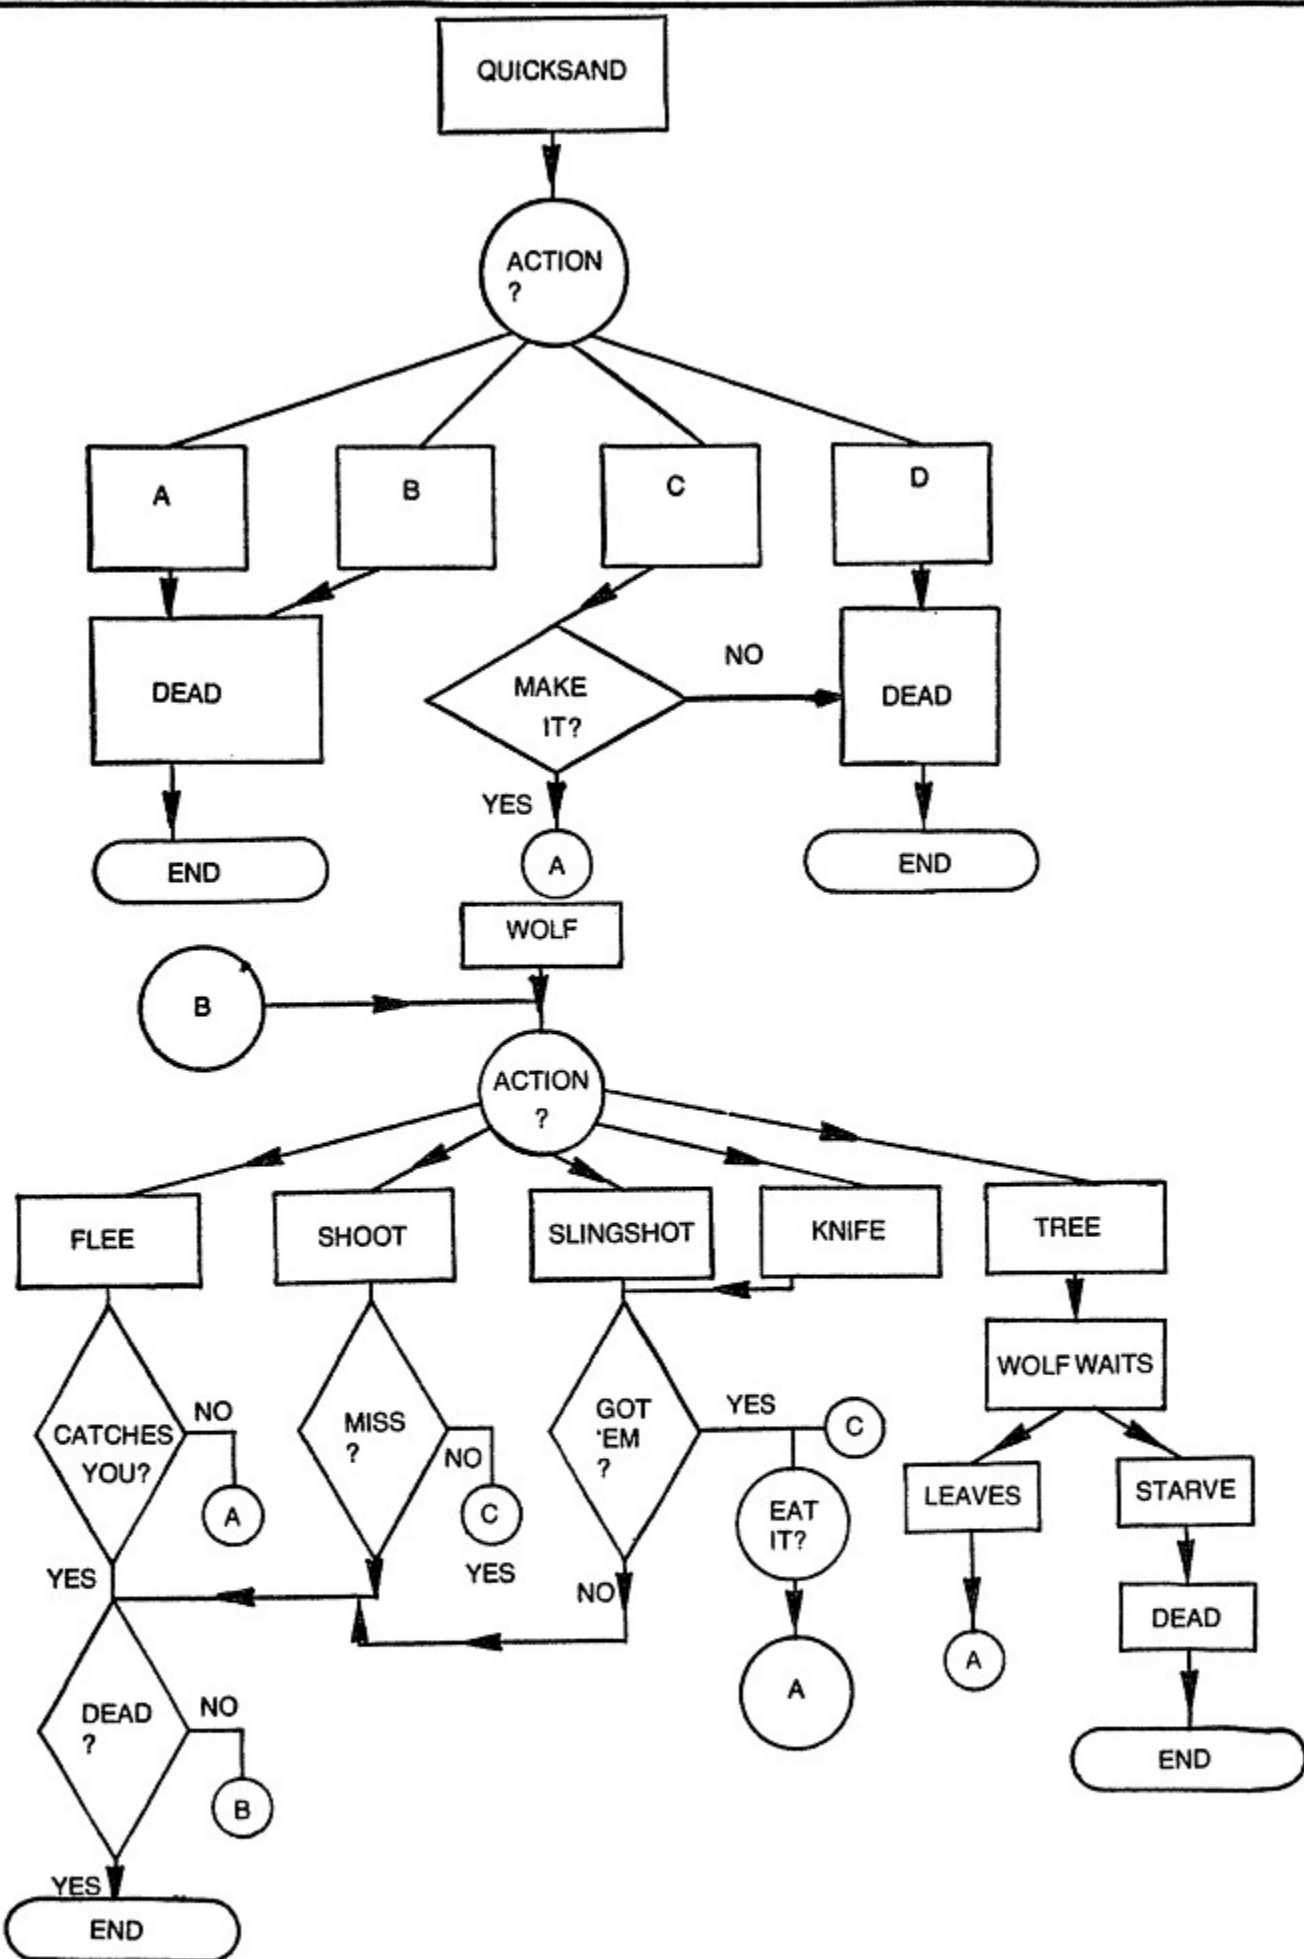 QUICKSAND
ACTION
?
A
B
C
D
DEAD
MAKE
IT?
NO
DEAD
YES
A
END
END
WOLF
B
ACTION
?
FLEE
SHOOT
SLINGSHOT
KNIFE
TREE
WOLF WAITS
CATCHES
YOU?
NO
A
MISS
?
NO
C
YES
GOT
'EM
?
YES
C
EAT
IT?
LEAVES
STARVE
YES
NO
DEAD
A
A
DEAD
?
NO
B
END
YES
END